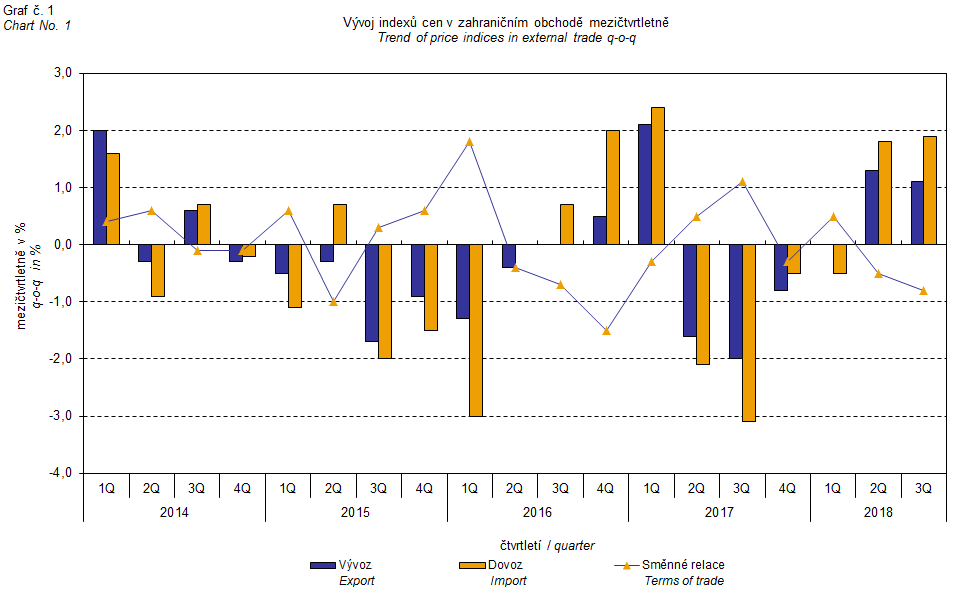 Graf č. 1
Chart No. 1
Vývoj indexů cen v zahraničním obchodě mezičtvrtletně
Trend of price indices in external trade q-o-q
mezičtvrtletně v %
q-o-q in %
3,0
2,0
1,0
0,0
-1,0
-2,0
-3,0
-4,0
1Q 2Q 3Q 4Q 1Q 2Q 3Q 4Q 1Q 2Q 3Q 4Q 1Q 2Q 3Q 4Q 1Q 2Q 3Q
2014 2015 2016 2017 2018
čtvrtletí / quarter
Vývoz Dovoz Směnné relace
Export Import Terms of trade